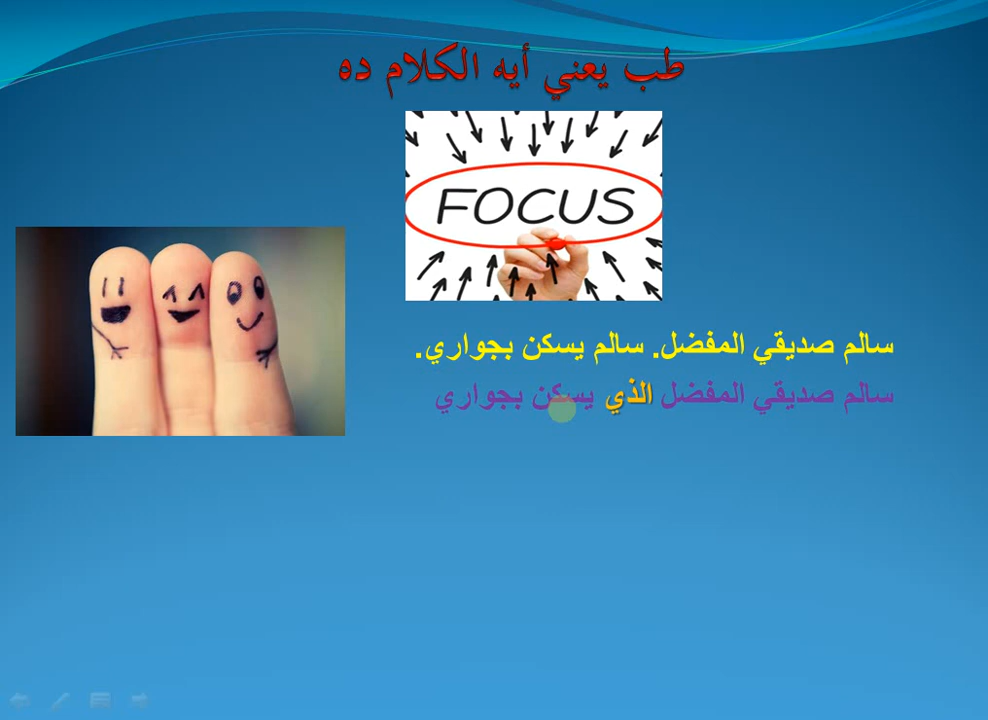 طب يعني أيه الكلام ده
FOCUS
سالم صديقي المفضل. سالم يسكن بجواري.
سالم صديقي المفضل الذي يسكن بجواري